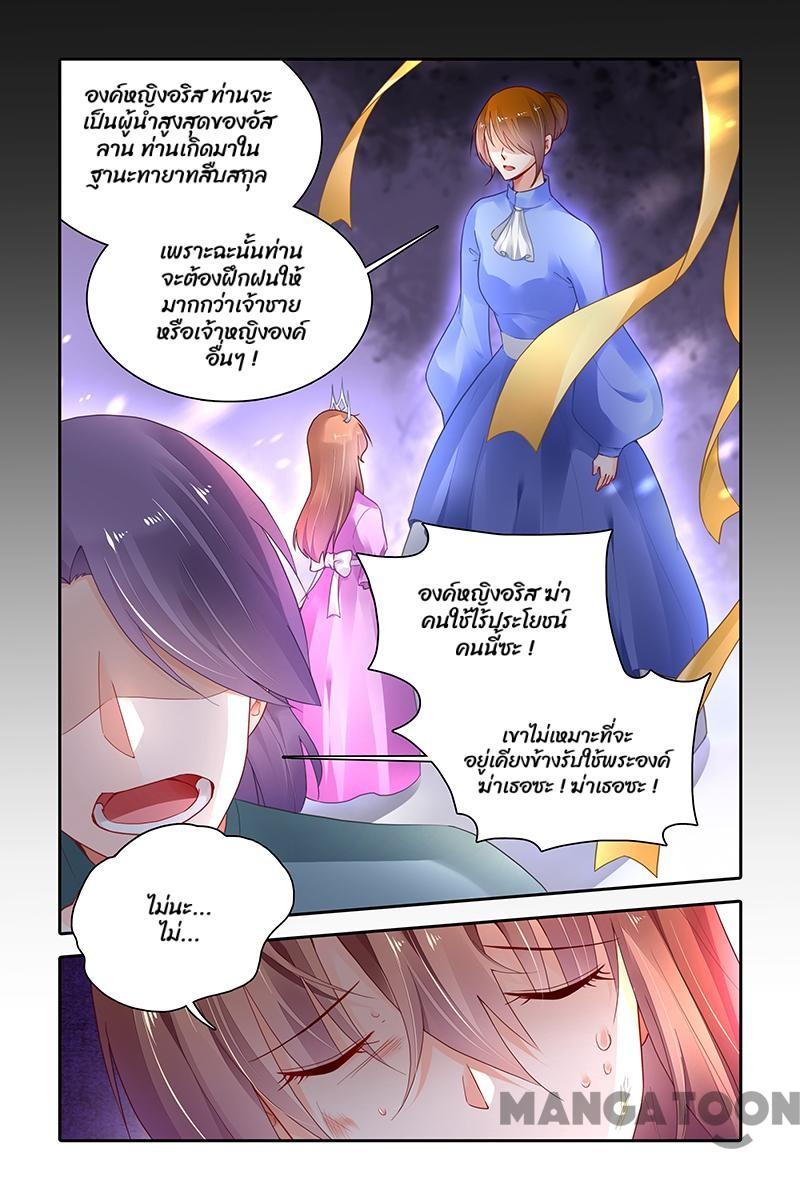 องค์หญิงอริส ท่านจะ
เป็นผู้นำสูงสุดของอัส
ลาน ท่านเกิดมาใน
ฐานะทายาทสืบสกุล
เพราะฉะนั้นท่าน
จะต้องฝึกฝนให้
มากกว่าเจ้าชาย
หรือเจ้าหญิงองค์
อื่นๆ !
องค์หญิงอริส ฆ่า
คนใช้ไร้ประโยชน์
คนนี้ซะ !
เขาไม่เหมาะที่จะ
อยู่เคียงข้างรับใช้พระองค์
ฆ่าเธอซะ ! ฆ่าเธอซะ !
ไม่นะ...
ไม่...
MANGATOON